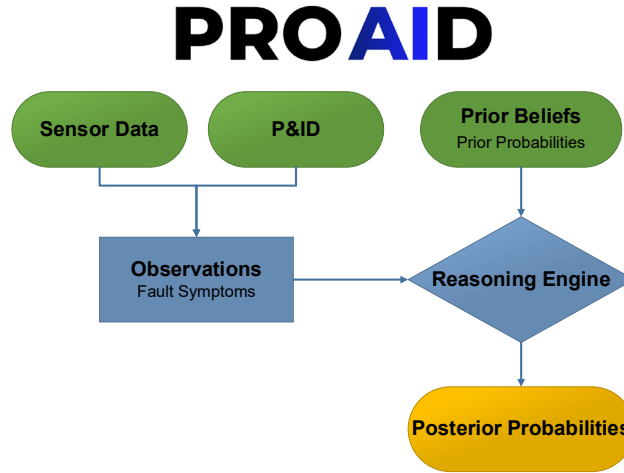 PROAID
Sensor Data
P&ID
Prior Beliefs
Prior Probabilities
Observations
Fault Symptoms
Reasoning Engine
Posterior Probabilities